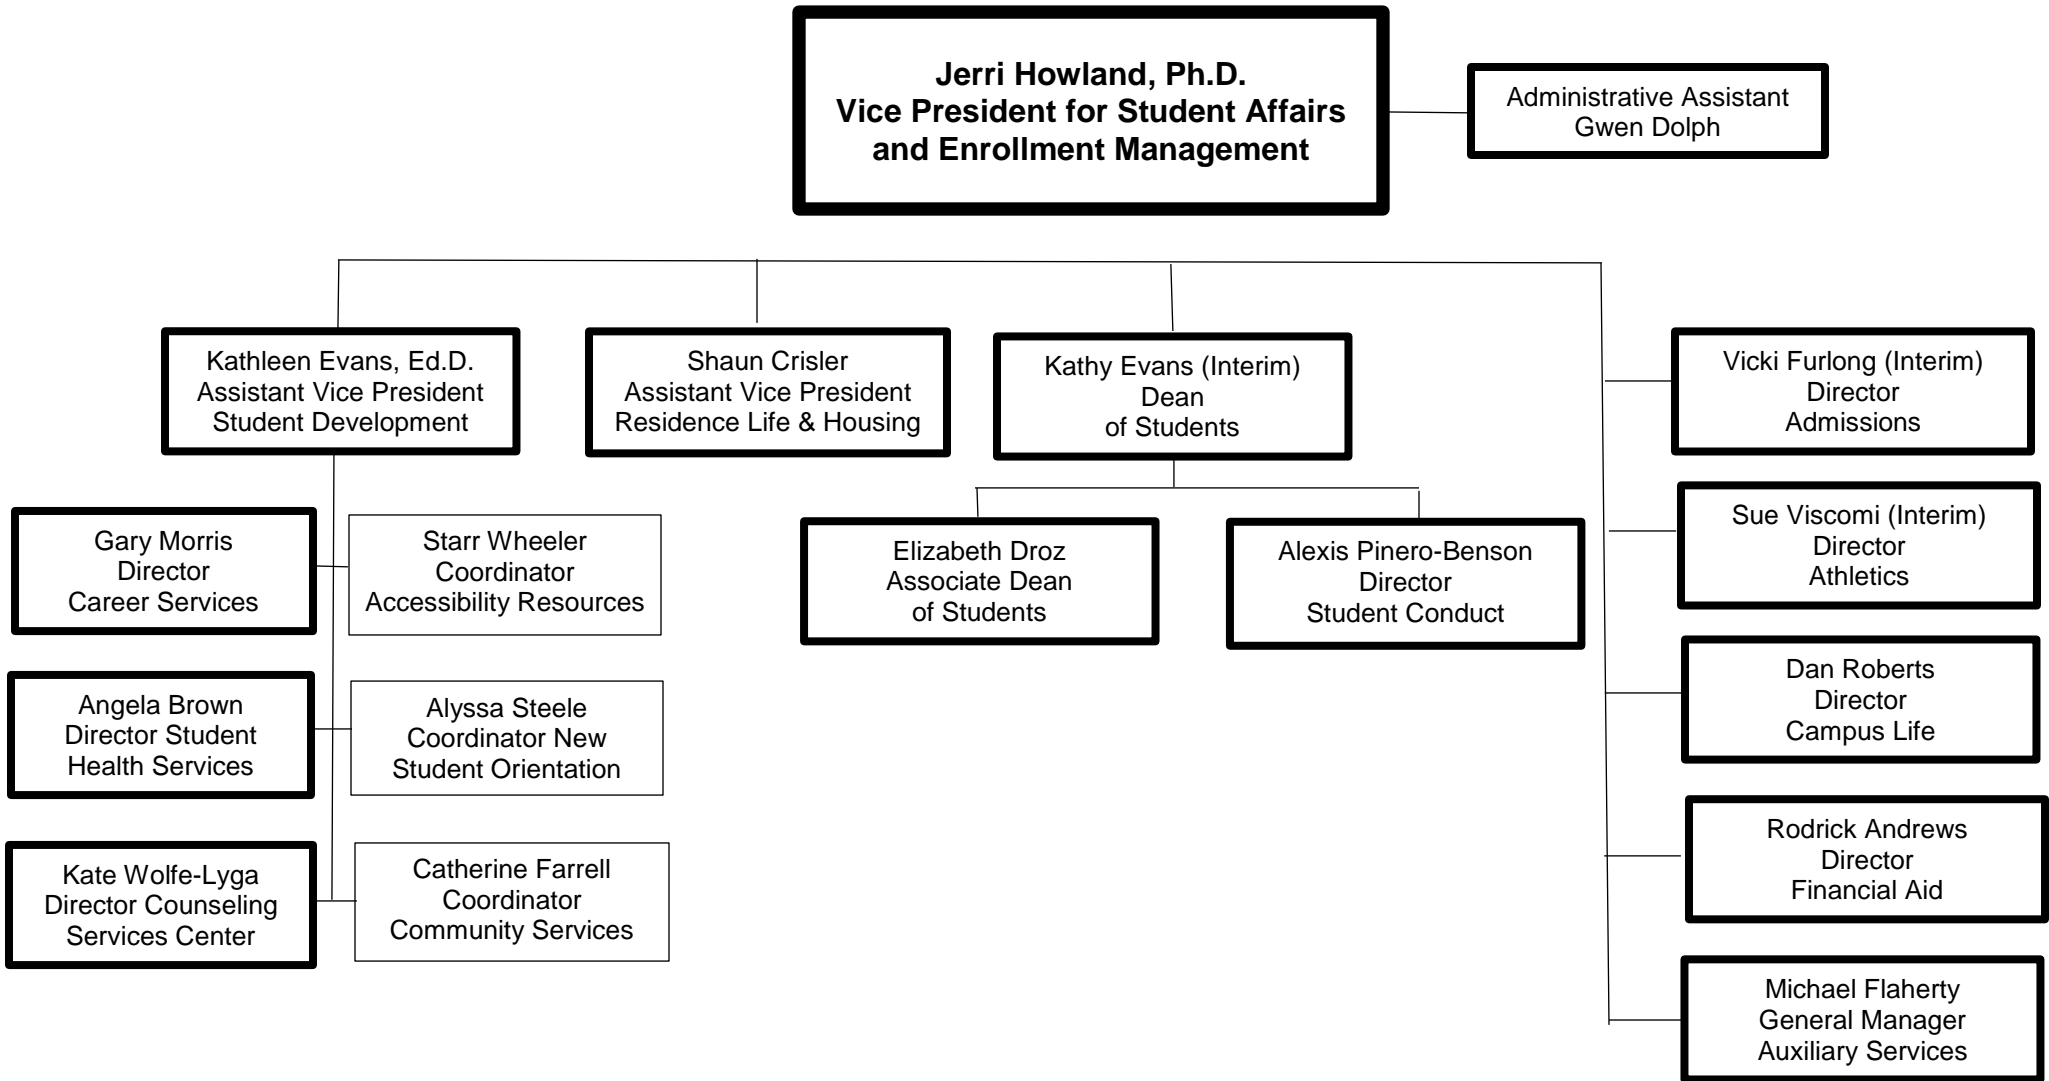 Jerri Howland, Ph.D.
Vice President for Student Affairs
and Enrollment Management
Administrative Assistant
Gwen Dolph
Kathleen Evans, Ed.D.
Assistant Vice President
Student Development
Shaun Crisler
Assistant Vice President
Residence Life & Housing
Kathy Evans (Interim)
Dean
of Students
Vicki Furlong (Interim)
Director
Admissions
Gary Morris
Director
Career Services
Starr Wheeler
Coordinator
Accessibility Resources
Elizabeth Droz
Associate Dean
of Students
Alexis Pinero-Benson
Director
Student Conduct
Sue Viscomi (Interim)
Director
Athletics
Angela Brown
Director Student
Health Services
Alyssa Steele
Coordinator New
Student Orientation
Dan Roberts
Director
Campus Life
Kate Wolfe-Lyga
Director Counseling
Services Center
Catherine Farrell
Coordinator
Community Services
Rodrick Andrews
Director
Financial Aid
Michael Flaherty
General Manager
Auxiliary Services